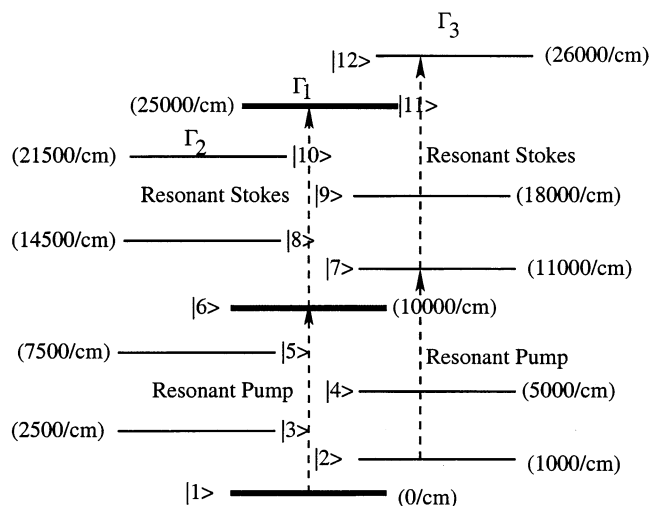 Γ3
|12> (26000/cm)
Γ1
(25000/cm) |11>
Γ2
(21500/cm) |10> Resonant Stokes
Resonant Stokes |9> (18000/cm)
(14500/cm) |8>
|7> (11000/cm)
|6> (10000/cm)
(7500/cm) |5> Resonant Pump
Resonant Pump |4> (5000/cm)
(2500/cm) |3>
|2> (1000/cm)
|1> (0/cm)